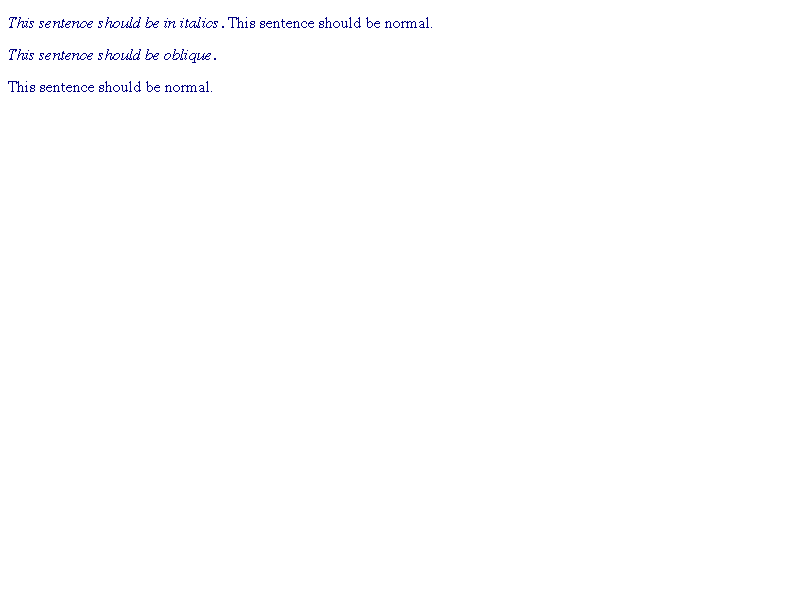 This sentence should be in italics. This sentence should be normal.
This sentence should be oblique.
This sentence should be normal.